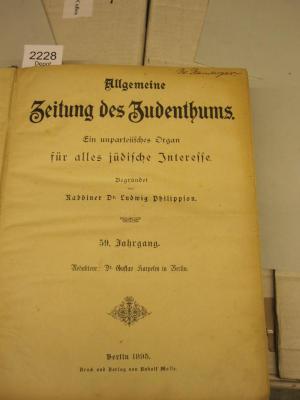 2228
Depot
Allgemeine
Zeitung des Judenthums.
Ein unparteiisches Organ
für alles jüdische Interesse.
Begründet
von
Rabbiner Dr. Ludwig Philippson.
59. Jahrgang.
Redakteur: Dr. Gustav Karpeles in Berlin.
Berlin 1895.
Druck und Verlag von Rudolf Mosse.